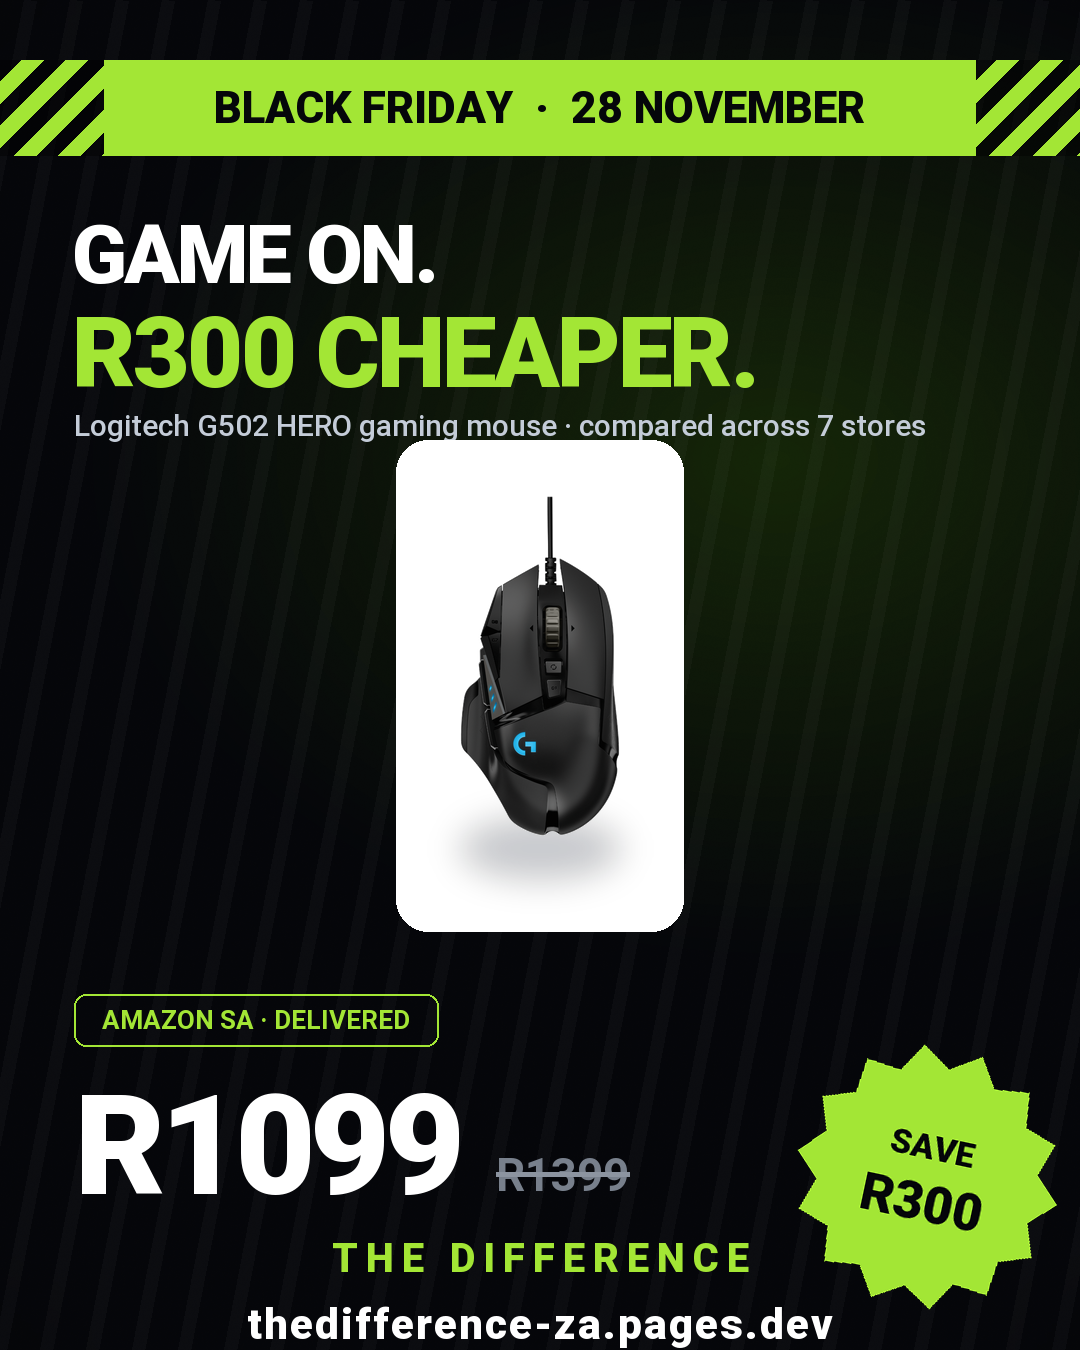 BLACK FRIDAY · 28 NOVEMBER
GAME ON.
R300 CHEAPER.
Logitech G502 HERO gaming mouse · compared across 7 stores
G
AMAZON SA · DELIVERED
R1099 R1399
SAVE
R300
THE DIFFERENCE
thedifference-za.pages.dev